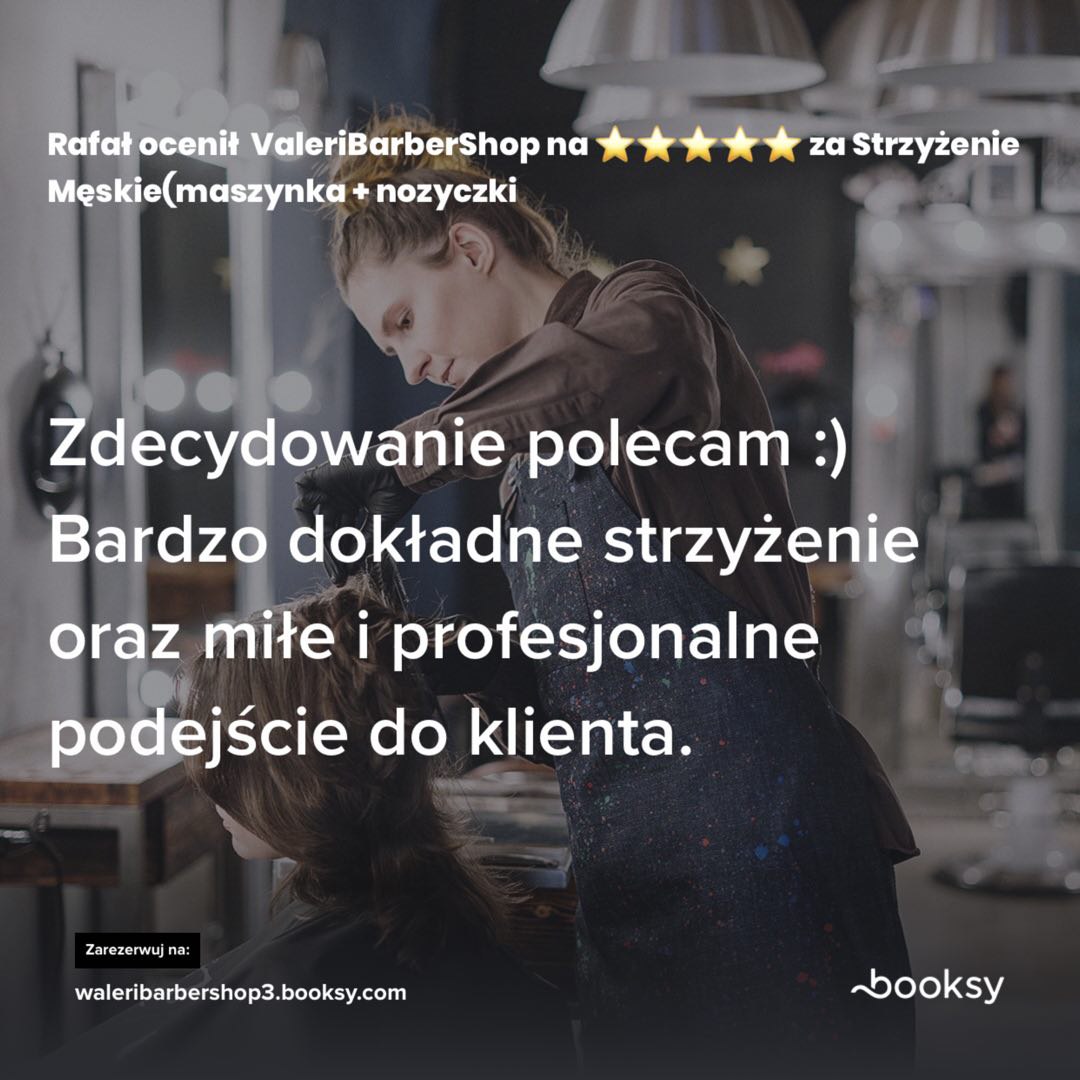 Rafał ocenił ValeriBarberShop na ⭐⭐⭐⭐⭐ za Strzyżenie
Męskie(maszynka + nozyczki
Zdecydowanie polecam :)
Bardzo dokładne strzyżenie
oraz miłe i profesjonalne
podejście do klienta.
Zarezerwuj na:
waleribarbershop3.booksy.com
booksy